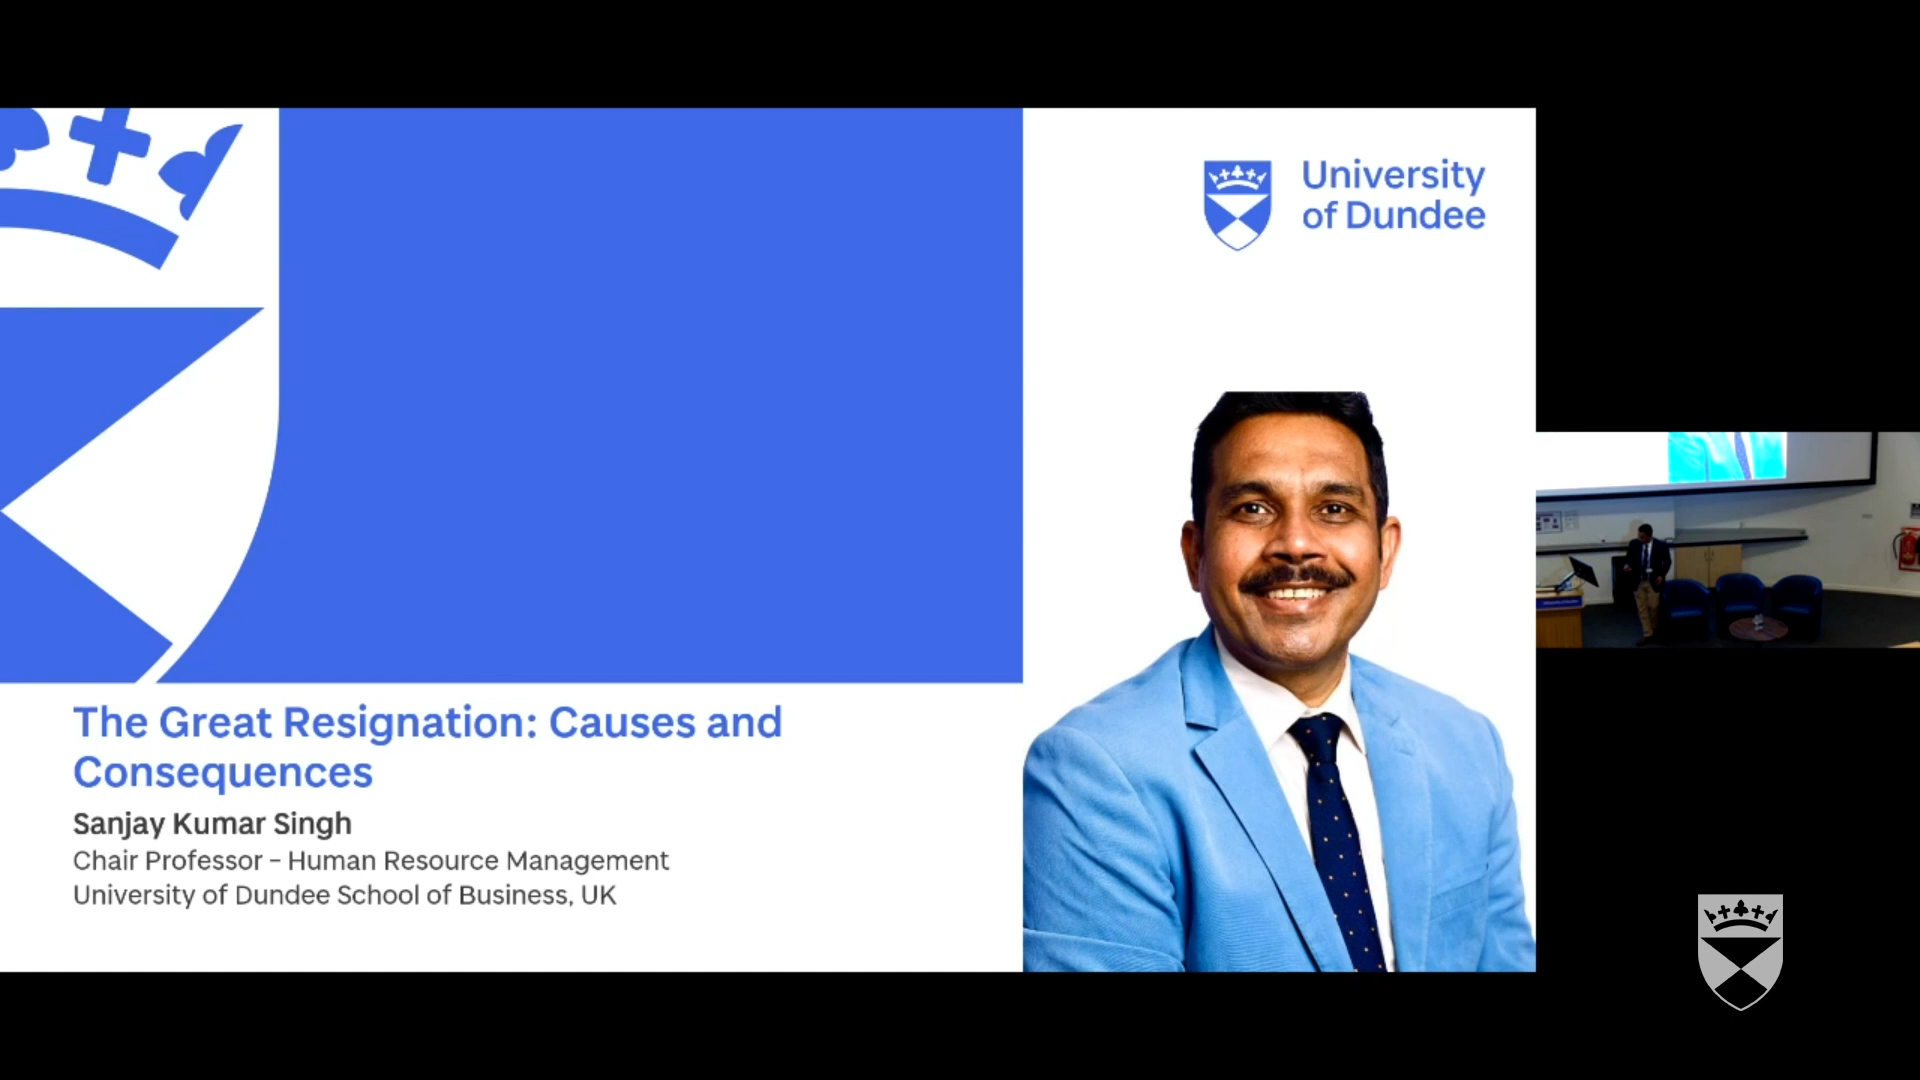 University
of Dundee
The Great Resignation: Causes and
Consequences
Sanjay Kumar Singh
Chair Professor – Human Resource Management
University of Dundee School of Business, UK